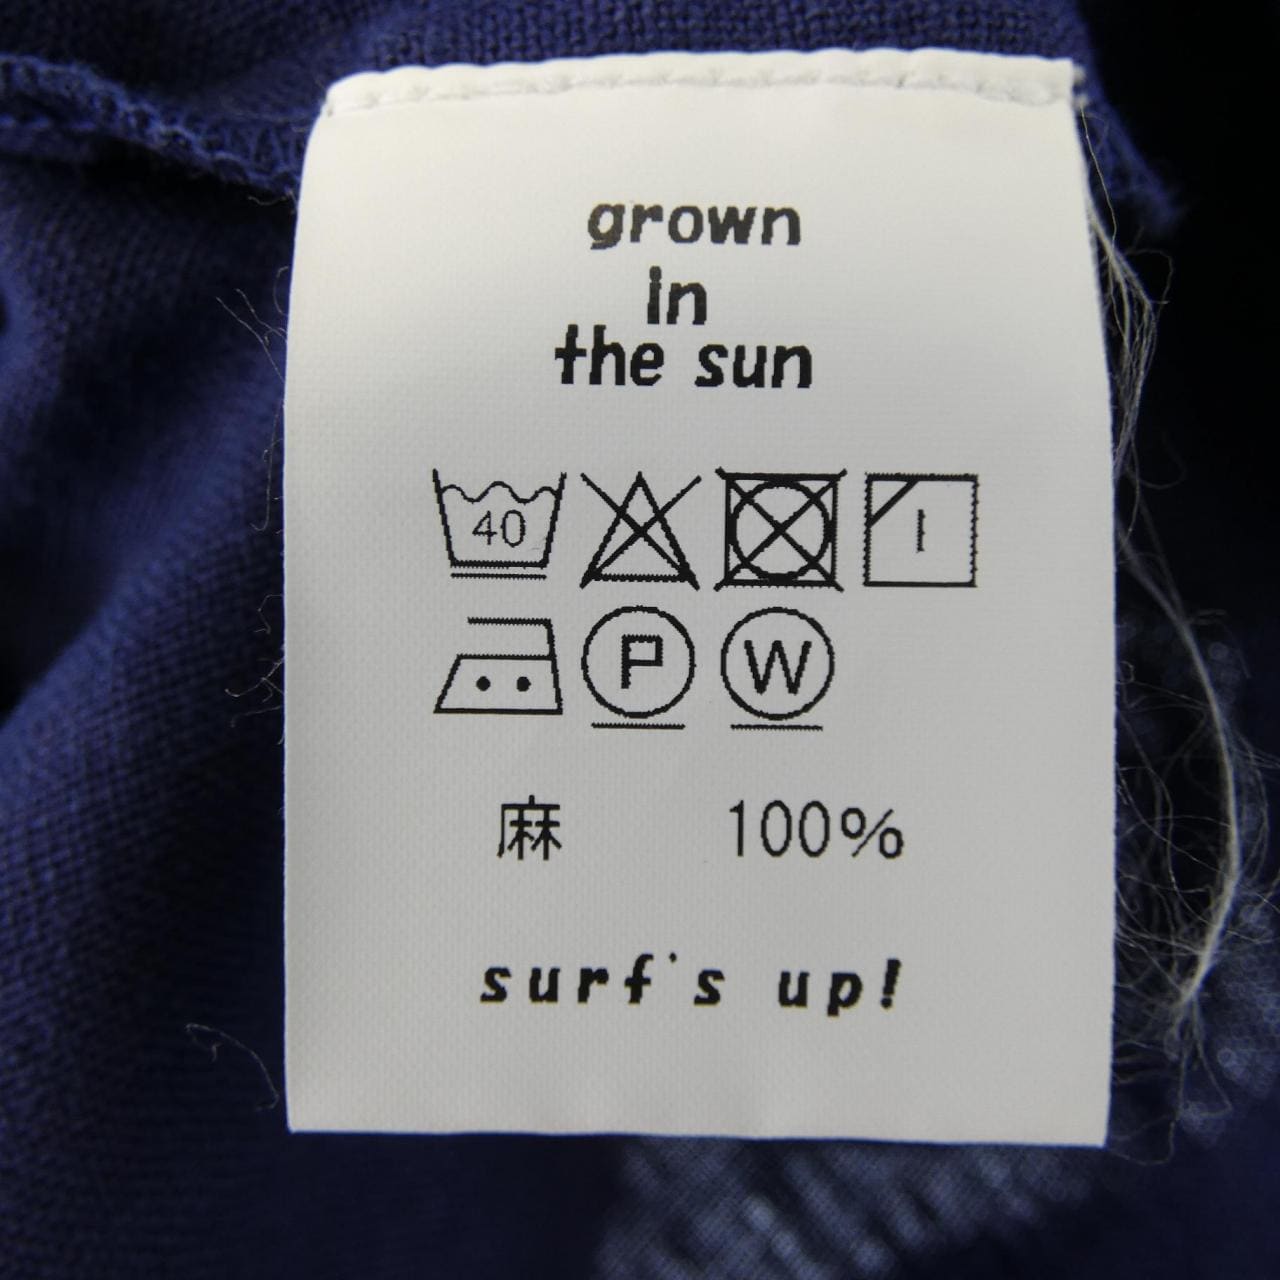 grown
in
the sun
40
P W
麻 100%
surf's up!